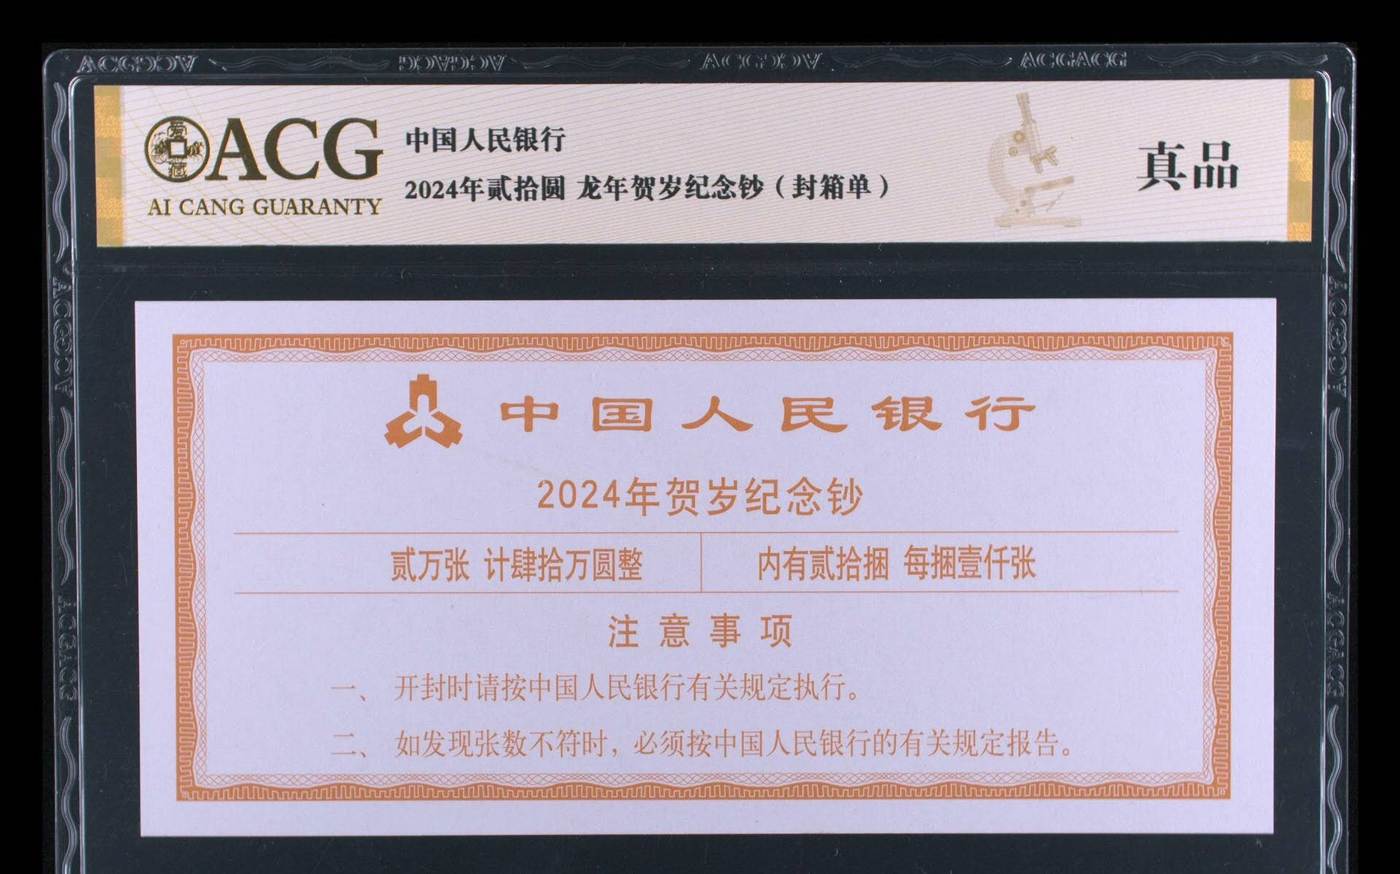 ACG
AI CANG GUARANTY
中国人民银行
2024年贰拾圆 龙年贺岁纪念钞（封箱单）
真品
中国人民银行
2024年贺岁纪念钞
贰万张 计肆拾万圆整
内有贰拾捆 每捆壹仟张
注意事项
一、 开封时请按中国人民银行有关规定执行。
二、 如发现张数不符时，必须按中国人民银行的有关规定报告。